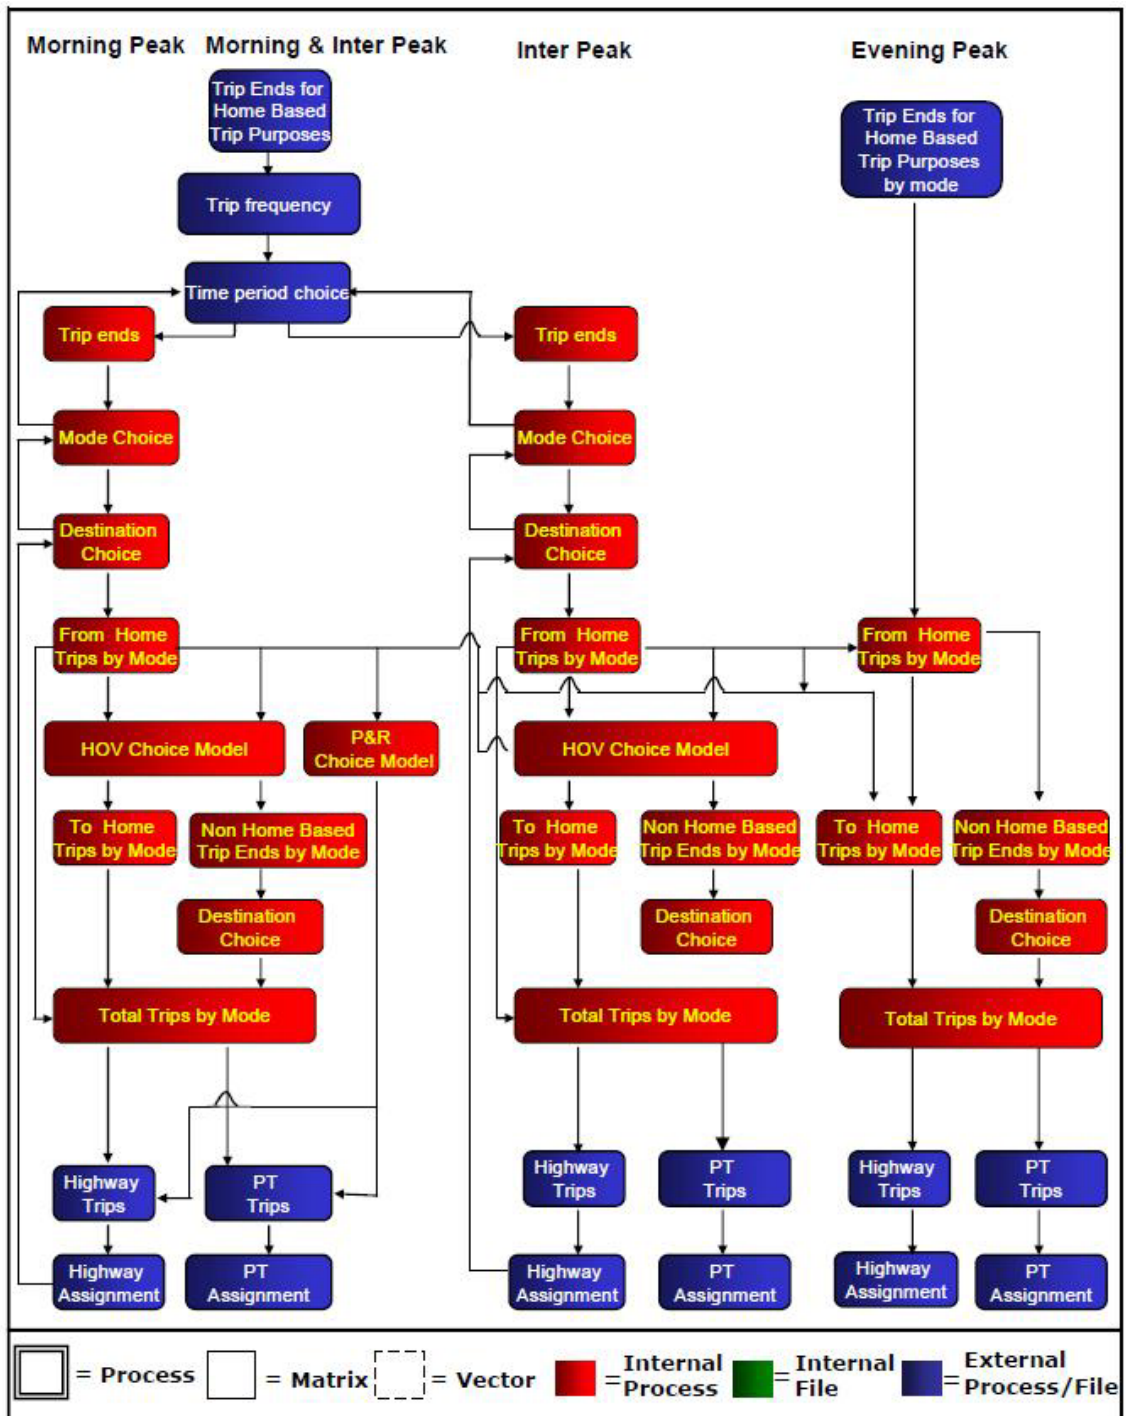 Morning Peak
Morning & Inter Peak
Inter Peak
Evening Peak
Trip Ends for
Home Based
Trip Purposes
Trip Ends for
Home Based
Trip Purposes
by mode
Trip frequency
Time period choice
Trip ends
Trip ends
Mode Choice
Mode Choice
Destination
Choice
Destination
Choice
From Home
Trips by Mode
From Home
Trips by Mode
From Home
Trips by Mode
HOV Choice Model
P&R
Choice Model
HOV Choice Model
To Home
Trips by Mode
Non Home Based
Trip Ends by Mode
To Home
Trips by Mode
Non Home Based
Trip Ends by Mode
To Home
Trips by Mode
Non Home Based
Trip Ends by Mode
Destination
Choice
Destination
Choice
Destination
Choice
Total Trips by Mode
Total Trips by Mode
Total Trips by Mode
Highway
Trips
PT
Trips
Highway
Trips
PT
Trips
Highway
Trips
PT
Trips
Highway
Assignment
PT
Assignment
Highway
Assignment
PT
Assignment
Highway
Assignment
PT
Assignment
= Process
= Matrix
= Vector
= Internal
Process
= Internal
File
= External
Process/File